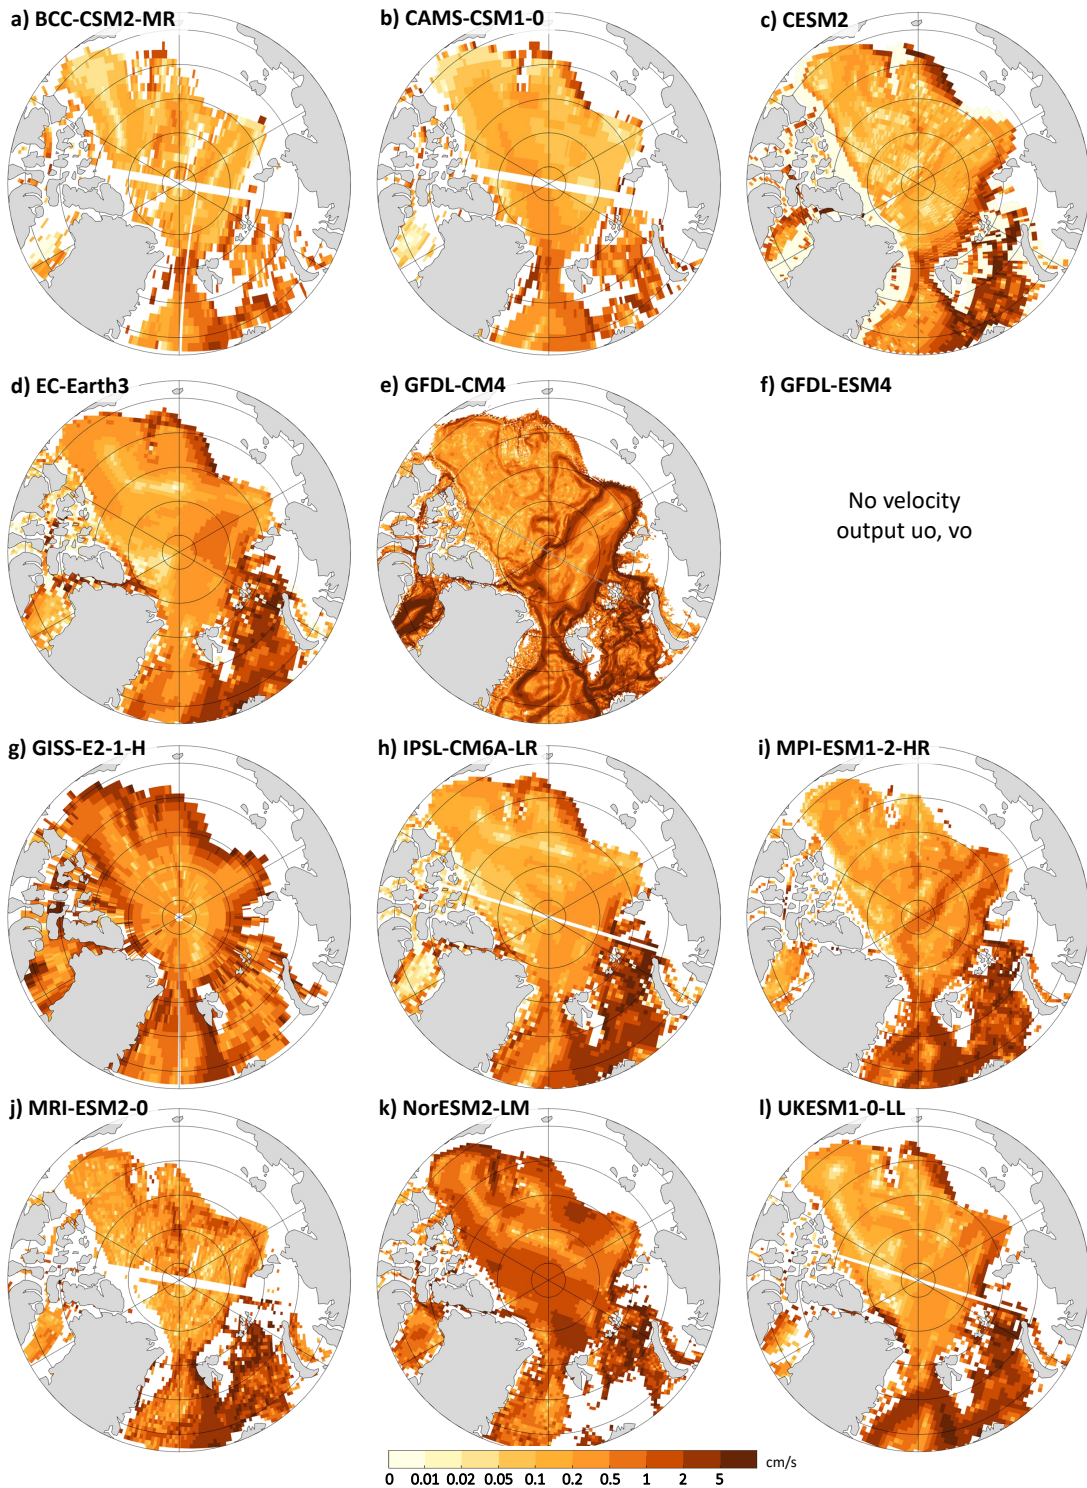 a) BCC-CSM2-MR
b) CAMS-CSM1-0
c) CESM2
d) EC-Earth3
e) GFDL-CM4
f) GFDL-ESM4
No velocity
output uo, vo
g) GISS-E2-1-H
h) IPSL-CM6A-LR
i) MPI-ESM1-2-HR
j) MRI-ESM2-0
k) NorESM2-LM
l) UKESM1-0-LL
0 0.01 0.02 0.05 0.1 0.2 0.5 1 2 5 cm/s